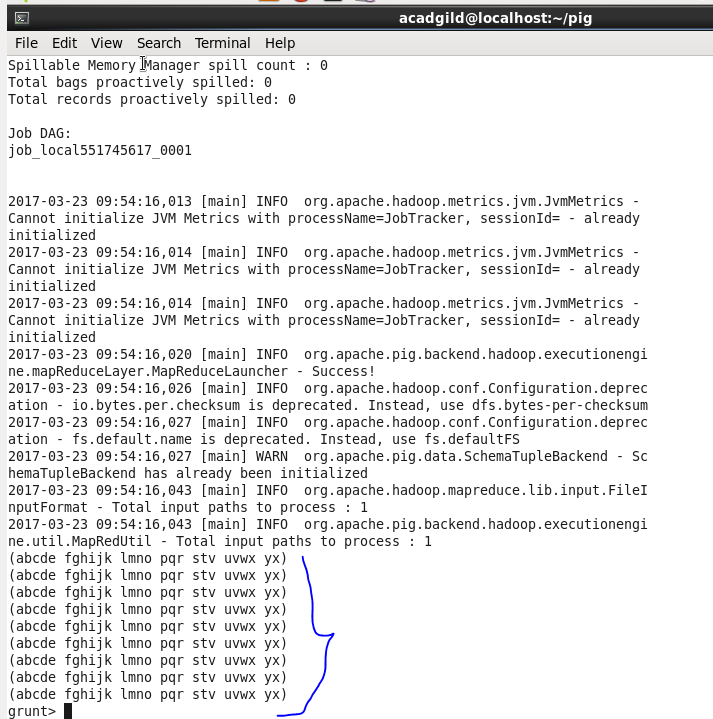 acadgild@localhost:~/pig
File Edit View Search Terminal Help
Spillable Memory Manager spill count : 0
Total bags proactively spilled: 0
Total records proactively spilled: 0
Job DAG:
job_local551745617_0001
2017-03-23 09:54:16,013 [main] INFO  org.apache.hadoop.metrics.jvm.JvmMetrics -
Cannot initialize JVM Metrics with processName=JobTracker, sessionId= - already
initialized
2017-03-23 09:54:16,014 [main] INFO  org.apache.hadoop.metrics.jvm.JvmMetrics -
Cannot initialize JVM Metrics with processName=JobTracker, sessionId= - already
initialized
2017-03-23 09:54:16,014 [main] INFO  org.apache.hadoop.metrics.jvm.JvmMetrics -
Cannot initialize JVM Metrics with processName=JobTracker, sessionId= - already
initialized
2017-03-23 09:54:16,020 [main] INFO  org.apache.pig.backend.hadoop.executionengi
ne.mapReduceLayer.MapReduceLauncher - Success!
2017-03-23 09:54:16,026 [main] INFO  org.apache.hadoop.conf.Configuration.deprec
ation - io.bytes.per.checksum is deprecated. Instead, use dfs.bytes-per-checksum
2017-03-23 09:54:16,027 [main] INFO  org.apache.hadoop.conf.Configuration.deprec
ation - fs.default.name is deprecated. Instead, use fs.defaultFS
2017-03-23 09:54:16,027 [main] WARN  org.apache.pig.data.SchemaTupleBackend - Sc
hemaTupleBackend has already been initialized
2017-03-23 09:54:16,043 [main] INFO  org.apache.hadoop.mapreduce.lib.input.FileI
nputFormat - Total input paths to process : 1
2017-03-23 09:54:16,043 [main] INFO  org.apache.pig.backend.hadoop.executionengi
ne.util.MapRedUtil - Total input paths to process : 1
(abcde fghijk lmno pqr stv uvwx yx)
(abcde fghijk lmno pqr stv uvwx yx)
(abcde fghijk lmno pqr stv uvwx yx)
(abcde fghijk lmno pqr stv uvwx yx)
(abcde fghijk lmno pqr stv uvwx yx)
(abcde fghijk lmno pqr stv uvwx yx)
(abcde fghijk lmno pqr stv uvwx yx)
(abcde fghijk lmno pqr stv uvwx yx)
(abcde fghijk lmno pqr stv uvwx yx)
grunt>